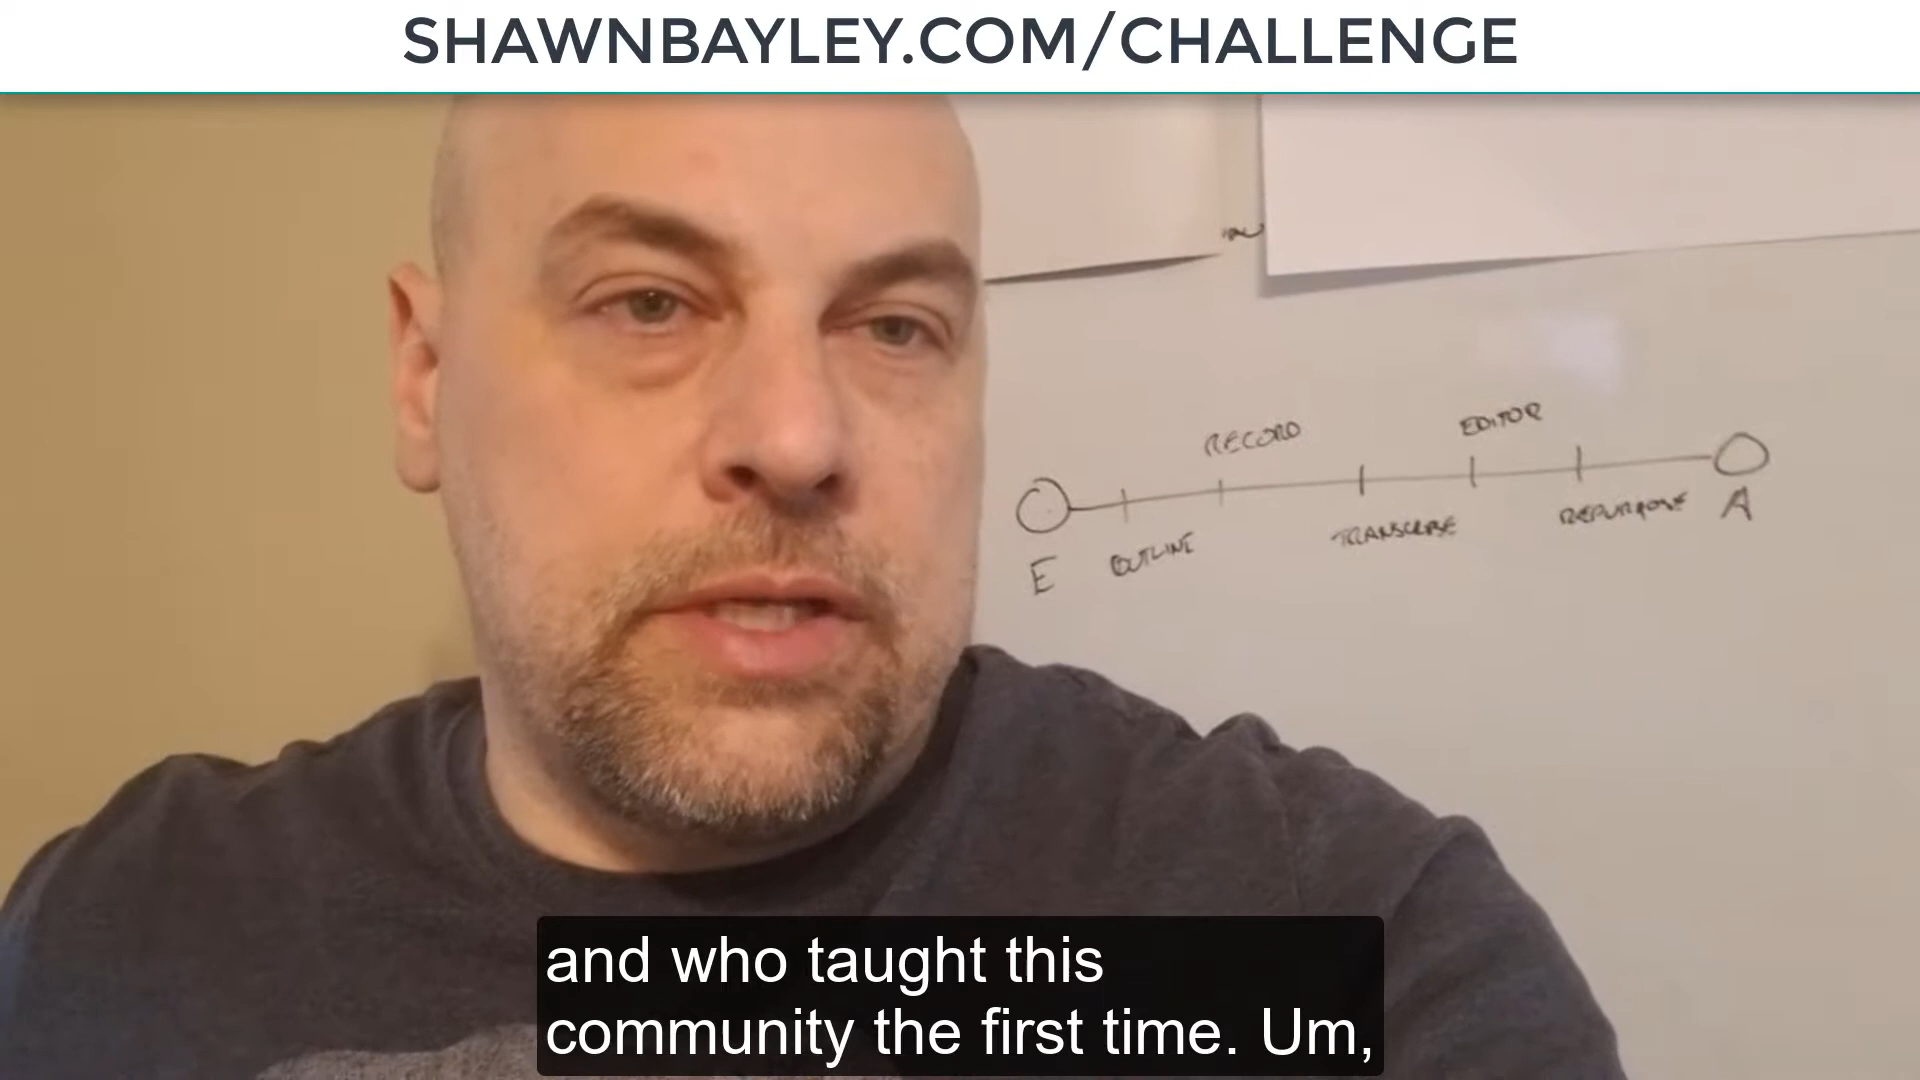 SHAWNBAYLEY.COM/CHALLENGE
RECORD
EDITOR
E
OUTLINE
TRANSCRIBE
REPURPOSE
A
and who taught this
community the first time. Um,